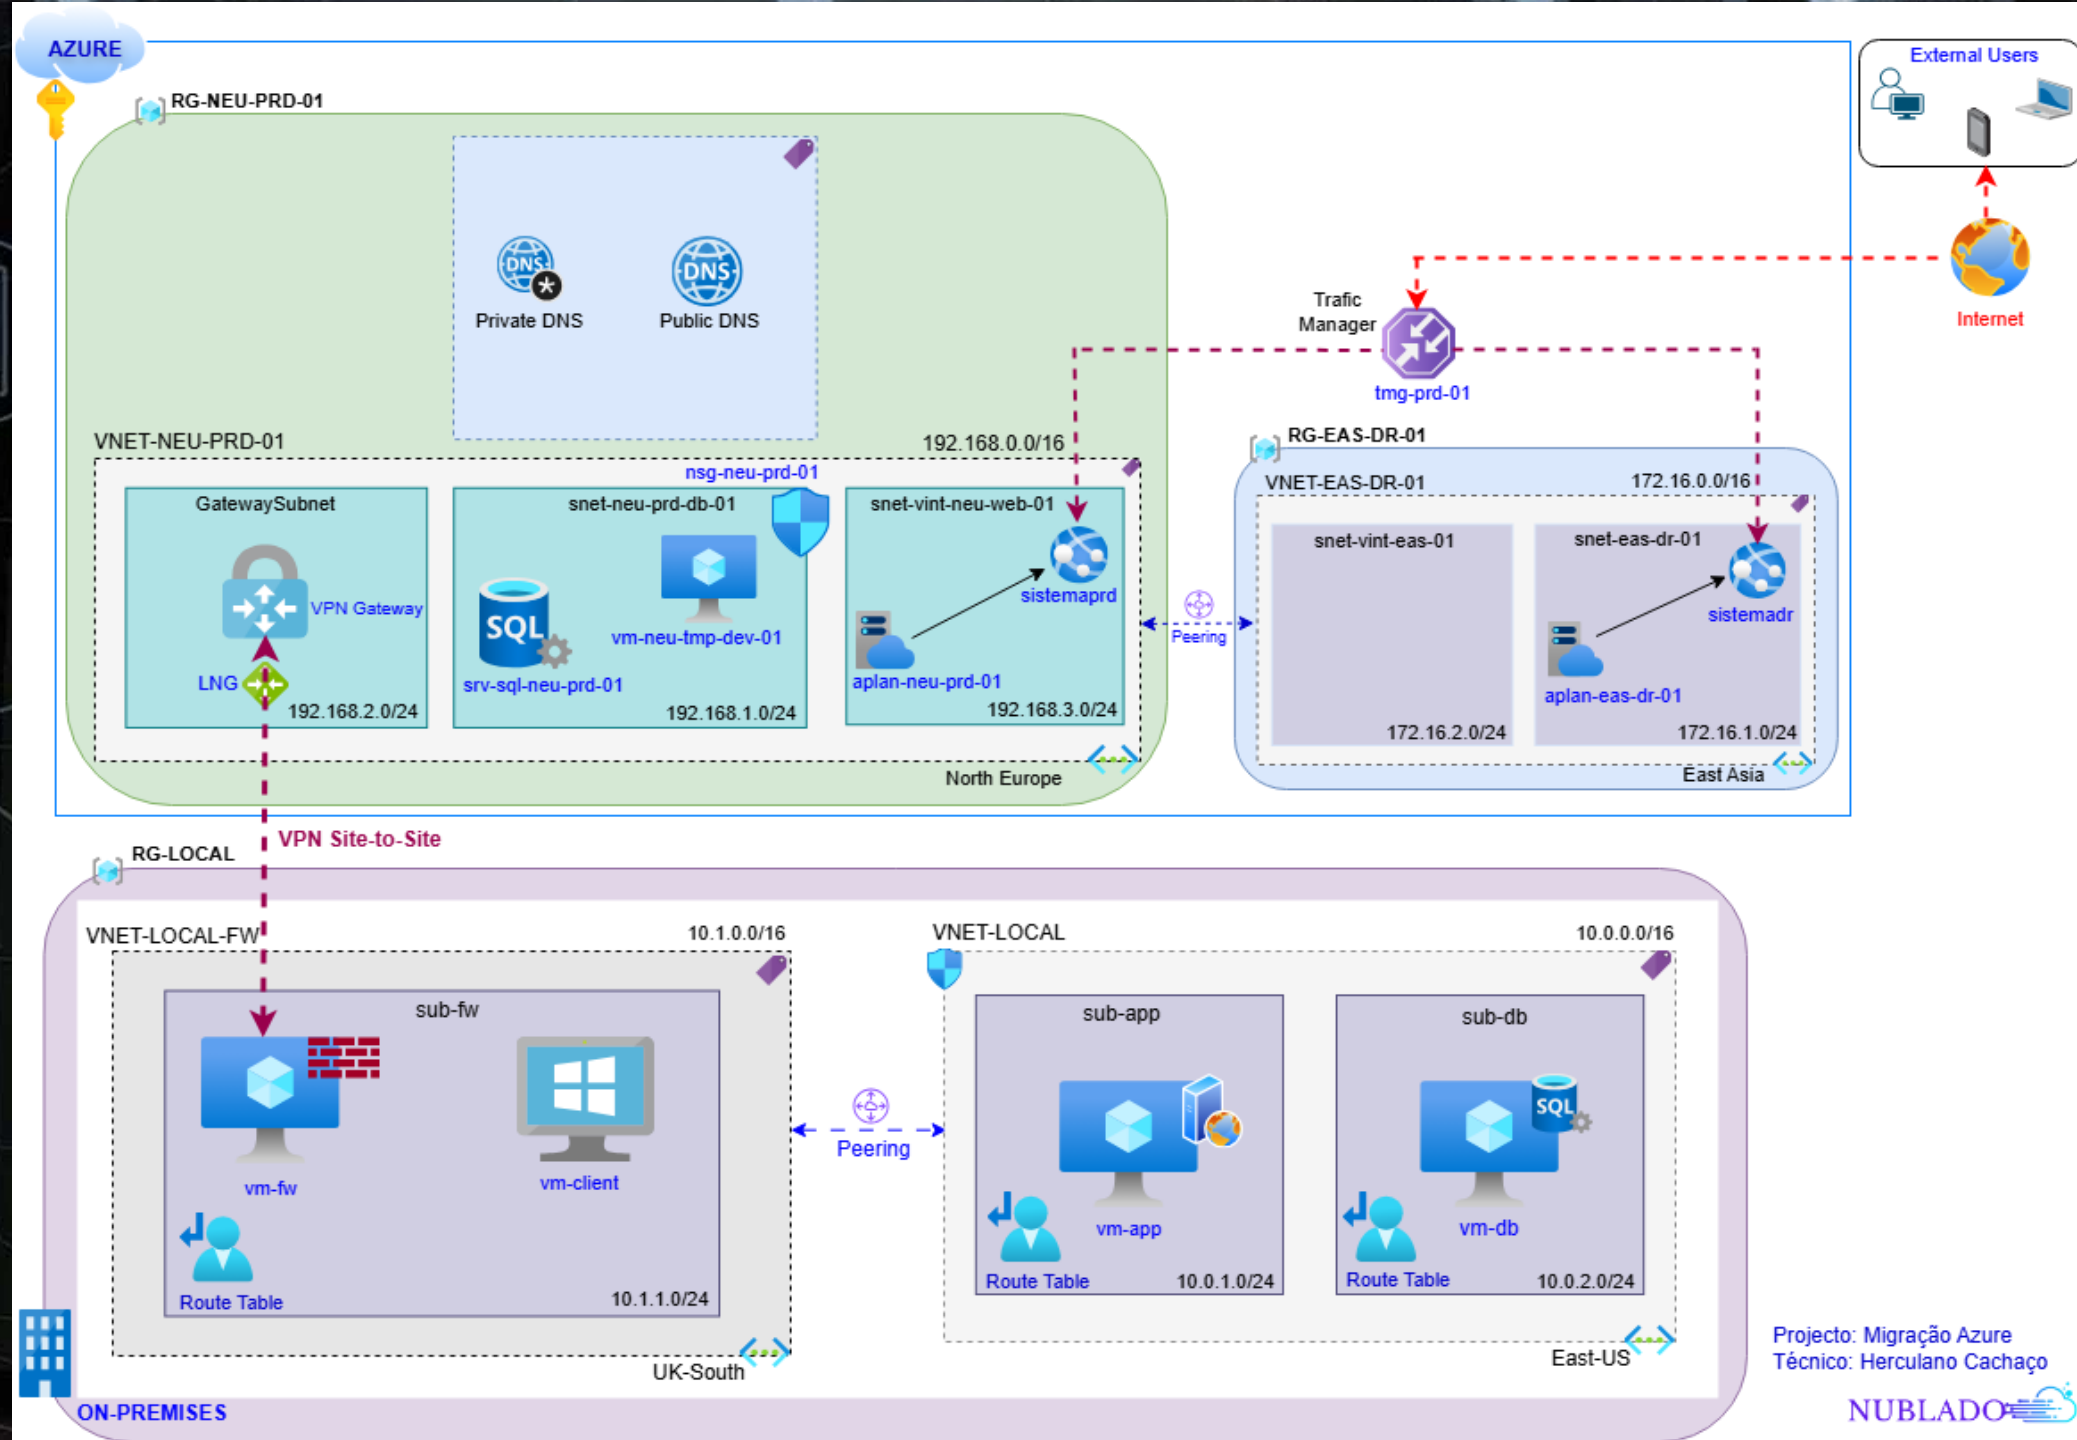 AZURE
External Users
RG-NEU-PRD-01
DNS
DNS
Private DNS
Public DNS
Internet
Trafic
Manager
tmg-prd-01
VNET-NEU-PRD-01
192.168.0.0/16
nsg-neu-prd-01
GatewaySubnet
VPN Gateway
LNG
192.168.2.0/24
snet-neu-prd-db-01
SQL
vm-neu-tmp-dev-01
srv-sql-neu-prd-01
192.168.1.0/24
snet-vint-neu-web-01
sistemaprd
aplan-neu-prd-01
192.168.3.0/24
North Europe
Peering
RG-EAS-DR-01
VNET-EAS-DR-01
172.16.0.0/16
snet-vint-eas-01
172.16.2.0/24
snet-eas-dr-01
sistemadr
aplan-eas-dr-01
172.16.1.0/24
East Asia
VPN Site-to-Site
RG-LOCAL
VNET-LOCAL-FW
10.1.0.0/16
sub-fw
vm-fw
vm-client
Route Table
10.1.1.0/24
UK-South
Peering
VNET-LOCAL
10.0.0.0/16
sub-app
vm-app
Route Table
10.0.1.0/24
sub-db
SQL
vm-db
Route Table
10.0.2.0/24
East-US
ON-PREMISES
Projecto: Migração Azure
Técnico: Herculano Cachaço
NUBLADO